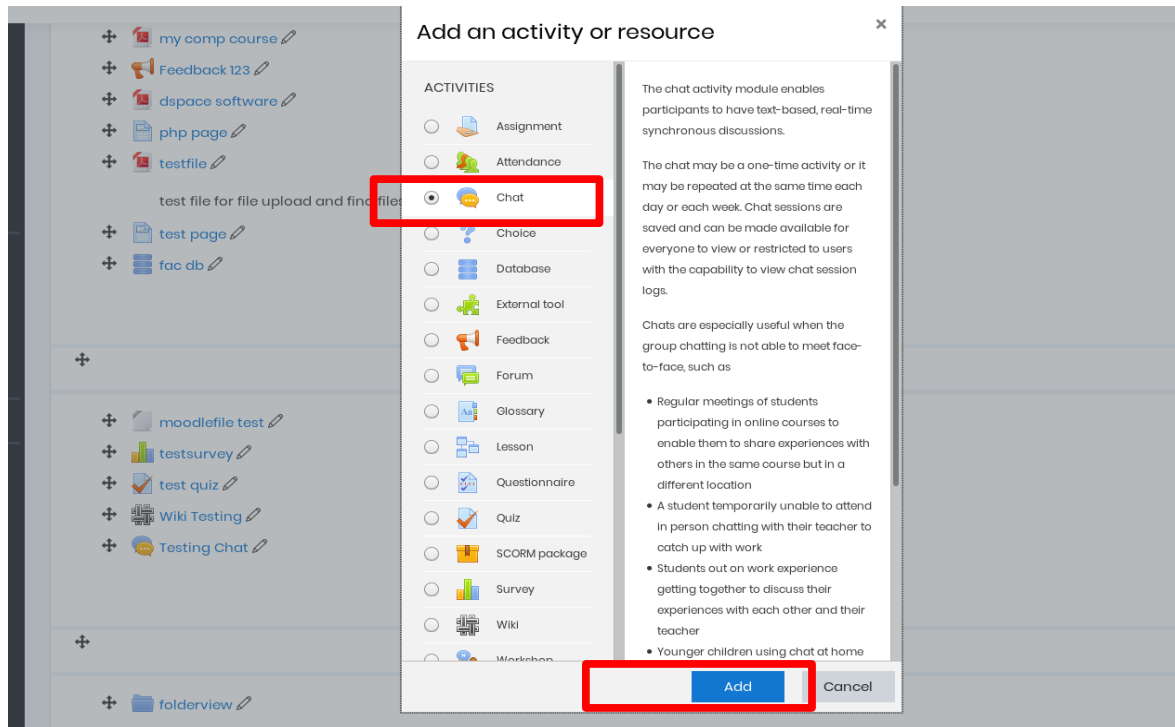 my comp course
Feedback 123
dspace software
php page
testfile
test file for file upload and find files
test page
fac db
moodlefile test
testsurvey
test quiz
Wiki Testing
Testing Chat
folderview
Add an activity or resource
×
ACTIVITIES
Assignment
Attendance
Chat
Choice
Database
External tool
Feedback
Forum
Glossary
Lesson
Questionnaire
Quiz
SCORM package
Survey
Wiki
Workshop
The chat activity module enables
participants to have text-based, real-time
synchronous discussions.
The chat may be a one-time activity or it
may be repeated at the same time each
day or each week. Chat sessions are
saved and can be made available for
everyone to view or restricted to users
with the capability to view chat session
logs.
Chats are especially useful when the
group chatting is not able to meet face-
to-face, such as
• Regular meetings of students
participating in online courses to
enable them to share experiences with
others in the same course but in a
different location
• A student temporarily unable to attend
in person chatting with their teacher to
catch up with work
• Students out on work experience
getting together to discuss their
experiences with each other and their
teacher
• Younger children using chat at home
Add
Cancel